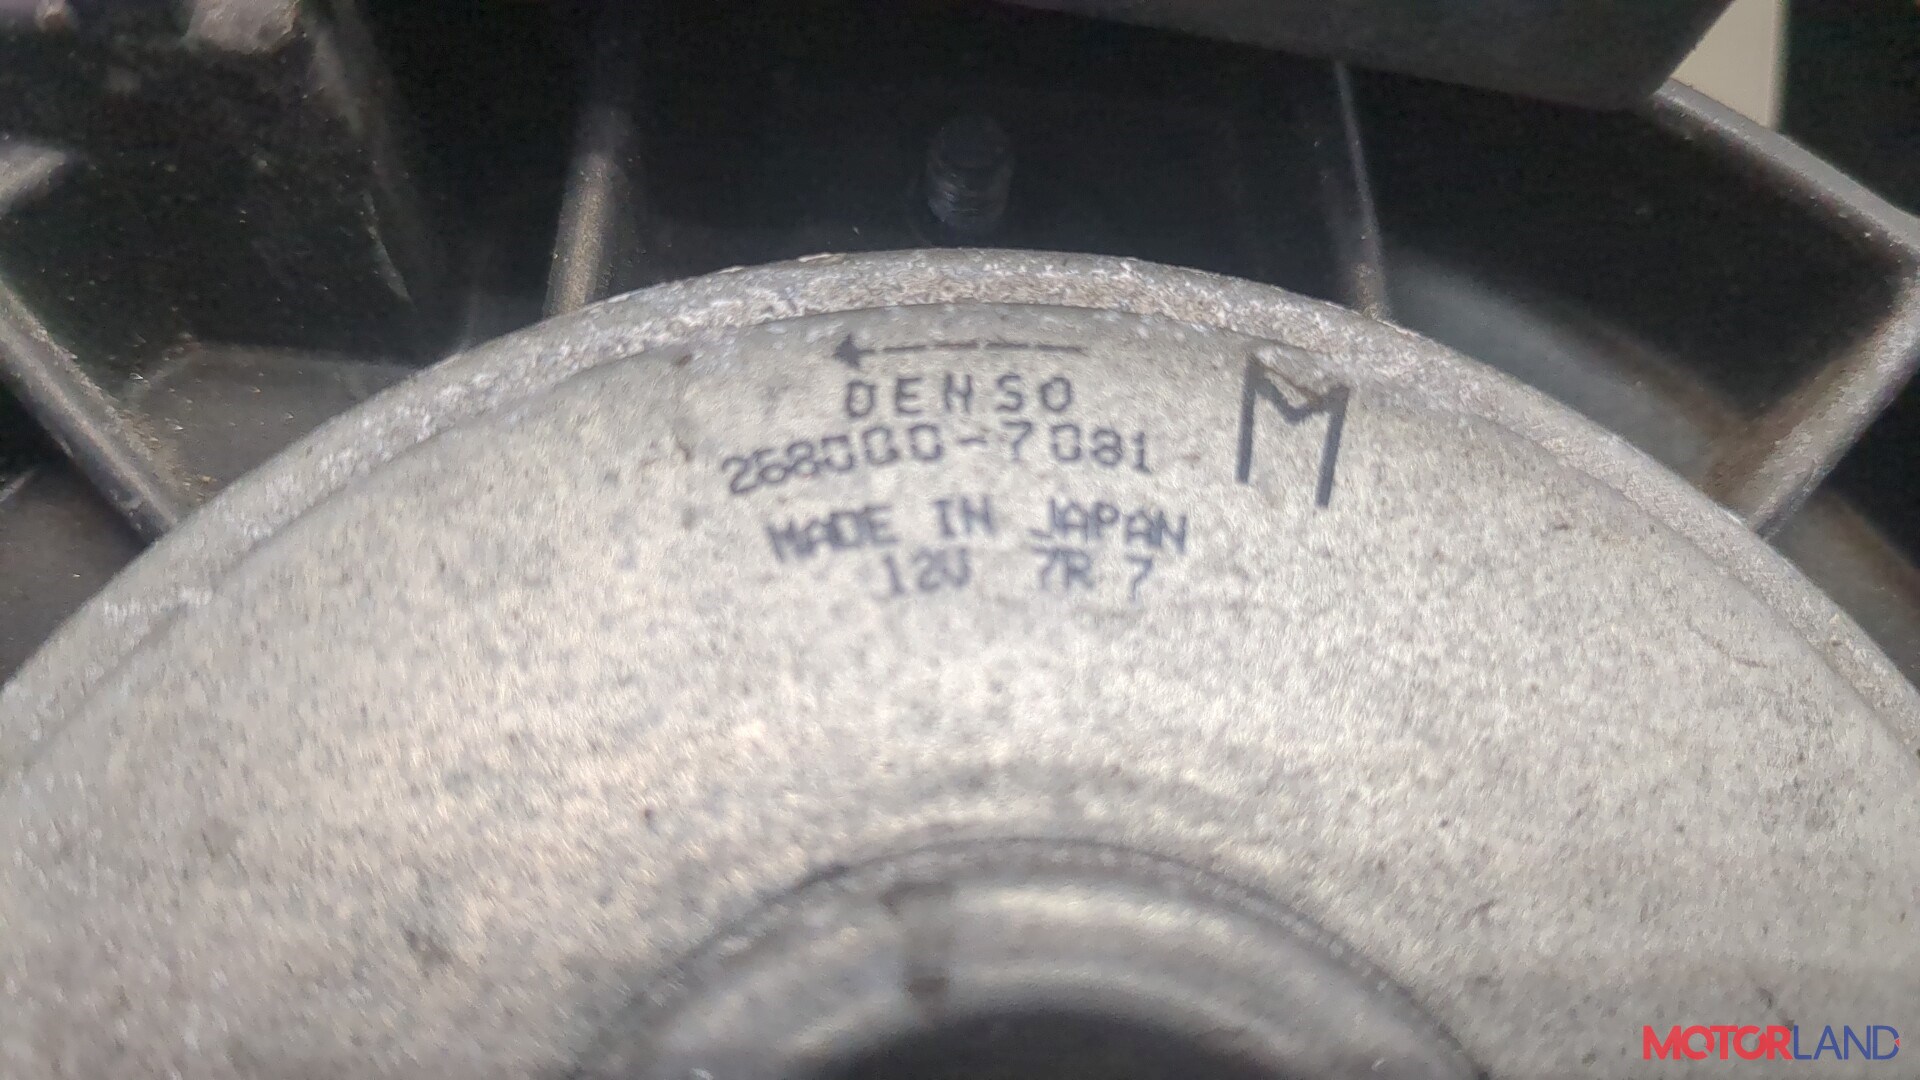 DENSO
268000-7081
M
MADE IN JAPAN
12V 7R 7
MOTORLAND